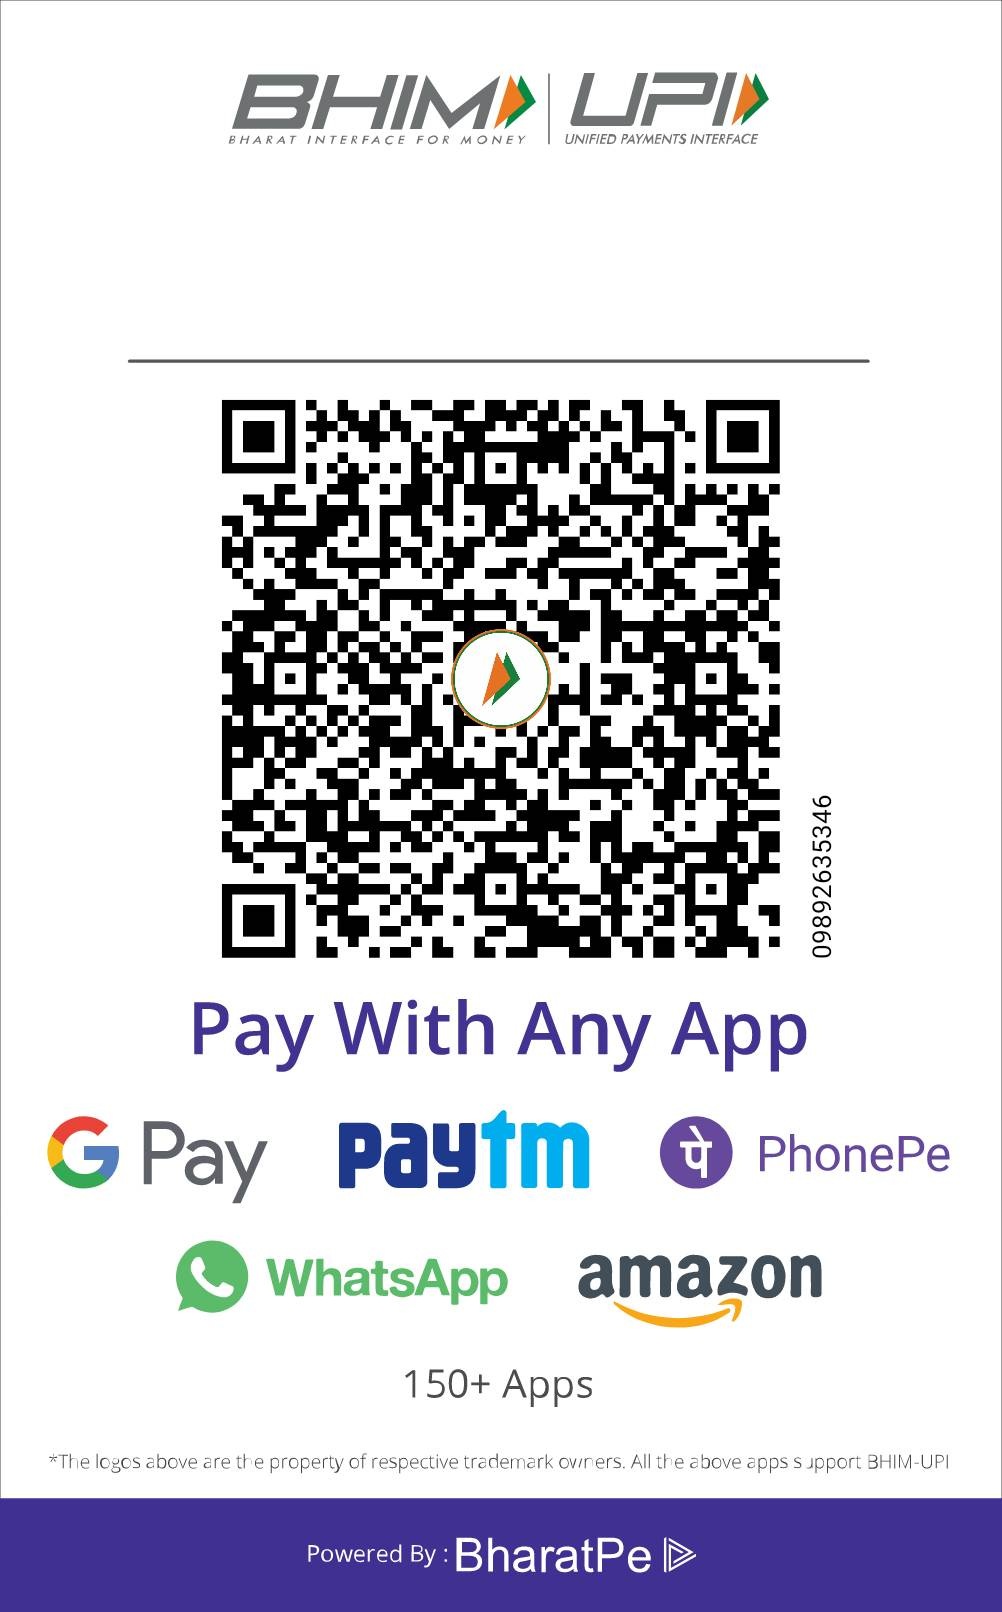 BHIM UPI
BHARAT INTERFACE FOR MONEY UNIFIED PAYMENTS INTERFACE
09892635346
Pay With Any App
G Pay paytm पे PhonePe
WhatsApp amazon
150+ Apps
*The logos above are the property of respective trademark owners. All the above apps support BHIM-UPI
Powered By : BharatPe